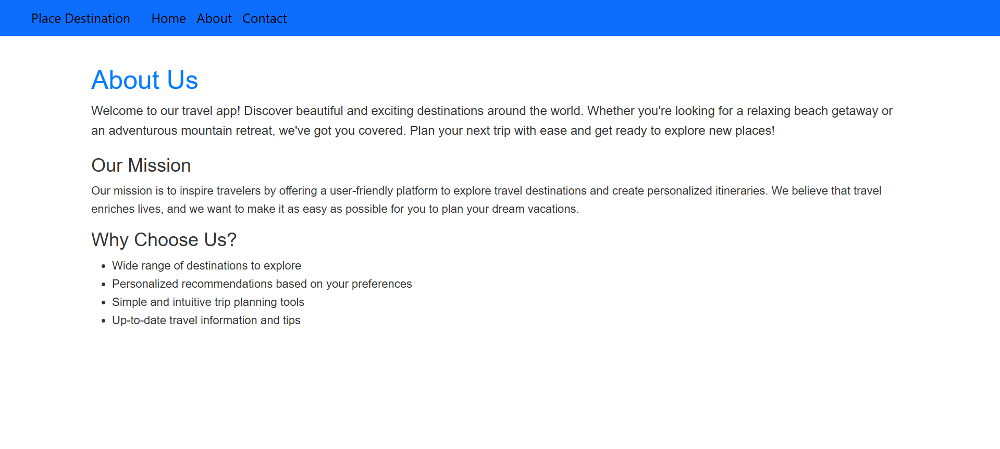 Place Destination Home About Contact
About Us
Welcome to our travel app! Discover beautiful and exciting destinations around the world. Whether you're looking for a relaxing beach getaway or
an adventurous mountain retreat, we've got you covered. Plan your next trip with ease and get ready to explore new places!
Our Mission
Our mission is to inspire travelers by offering a user-friendly platform to explore travel destinations and create personalized itineraries. We believe that travel
enriches lives, and we want to make it as easy as possible for you to plan your dream vacations.
Why Choose Us?
• Wide range of destinations to explore
• Personalized recommendations based on your preferences
• Simple and intuitive trip planning tools
• Up-to-date travel information and tips